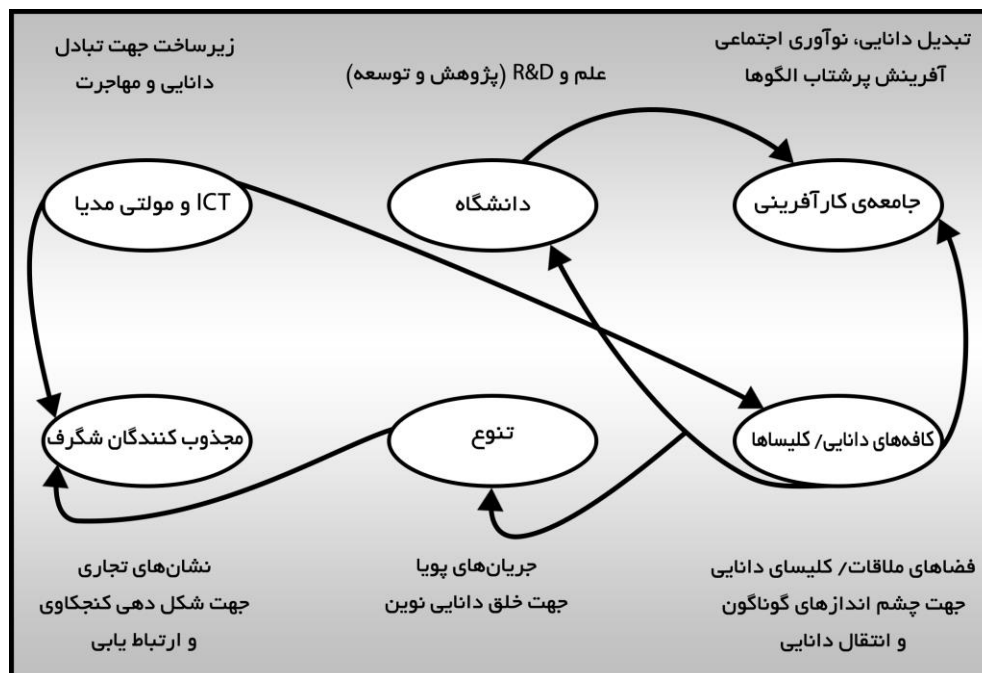 تبدیل دانایی، نوآوری اجتماعی
آفرینش پرشتاب الگوها
علم و R&D (پژوهش و توسعه)
زیرساخت جهت تبادل
دانایی و مهاجرت
جامعه‌ی کارآفرینی
دانشگاه
ICT و مولتی مدیا
کافه‌های دانایی/ کلیساها
تنوع
مجذوب کنندگان شگرف
فضاهای ملاقات/ کلیسای دانایی
جهت چشم اندازهای گوناگون
و انتقال دانایی
جریان‌های پویا
جهت خلق دانایی نوین
نشان‌های تجاری
جهت شکل دهی کنجکاوی
و ارتباط یابی